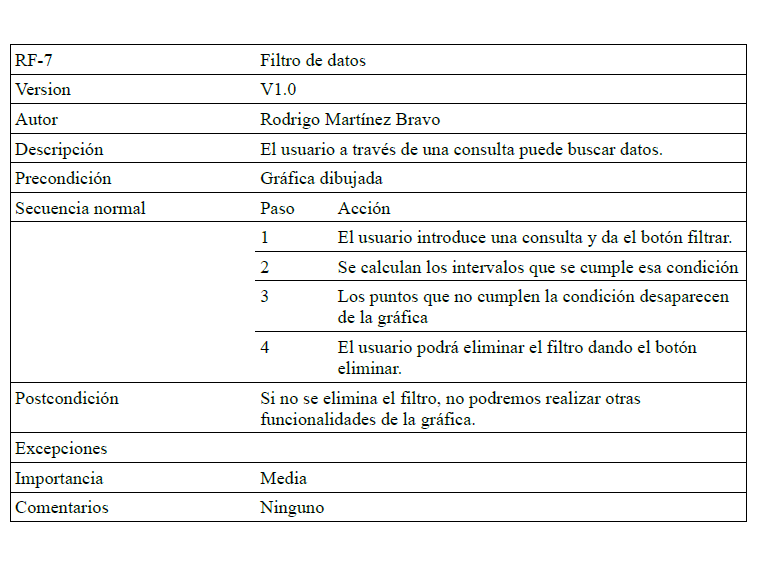 RF-7 Filtro de datos
Version V1.0
Autor Rodrigo Martínez Bravo
Descripción El usuario a través de una consulta puede buscar datos.
Precondición Gráfica dibujada
Secuencia normal Paso Acción
1 El usuario introduce una consulta y da el botón filtrar.
2 Se calculan los intervalos que se cumple esa condición
3 Los puntos que no cumplen la condición desaparecen
de la gráfica
4 El usuario podrá eliminar el filtro dando el botón
eliminar.
Postcondición Si no se elimina el filtro, no podremos realizar otras
funcionalidades de la gráfica.
Excepciones
Importancia Media
Comentarios Ninguno